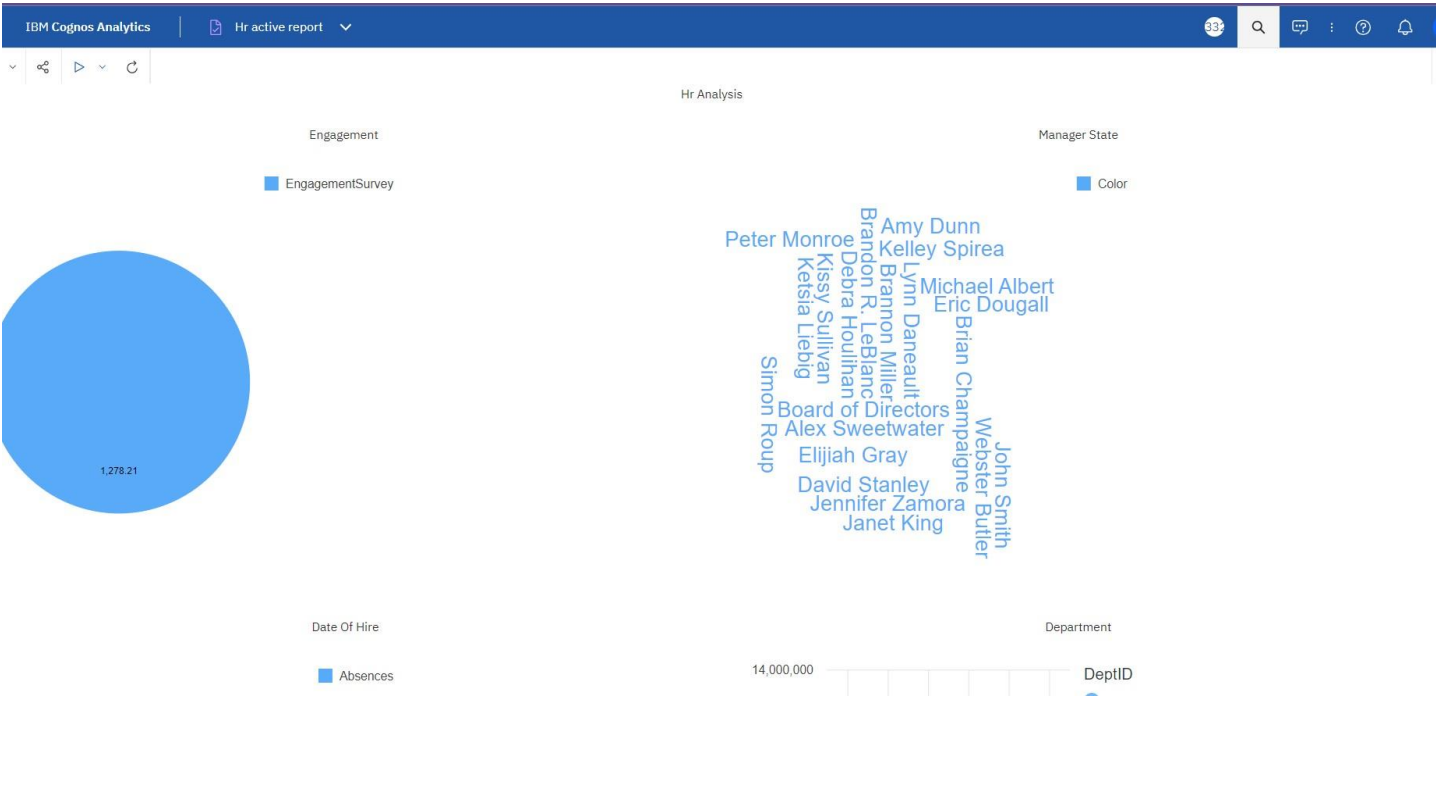 IBM Cognos Analytics
Hr active report
332
Hr Analysis
Engagement
EngagementSurvey
1,278.21
Manager State
Color
Peter Monroe
Brandon R. LeBlanc
Amy Dunn
Kelley Spirea
Ketsia Liebig
Kissy Sullivan
Debra Houlihan
Brannon Miller
Lynn Daneault
Michael Albert
Eric Dougall
Brian Champaigne
Simon Roup
Board of Directors
Alex Sweetwater
Elijiah Gray
Webster Butler
John Smith
David Stanley
Jennifer Zamora
Janet King
Date Of Hire
Absences
Department
14,000,000
DeptID